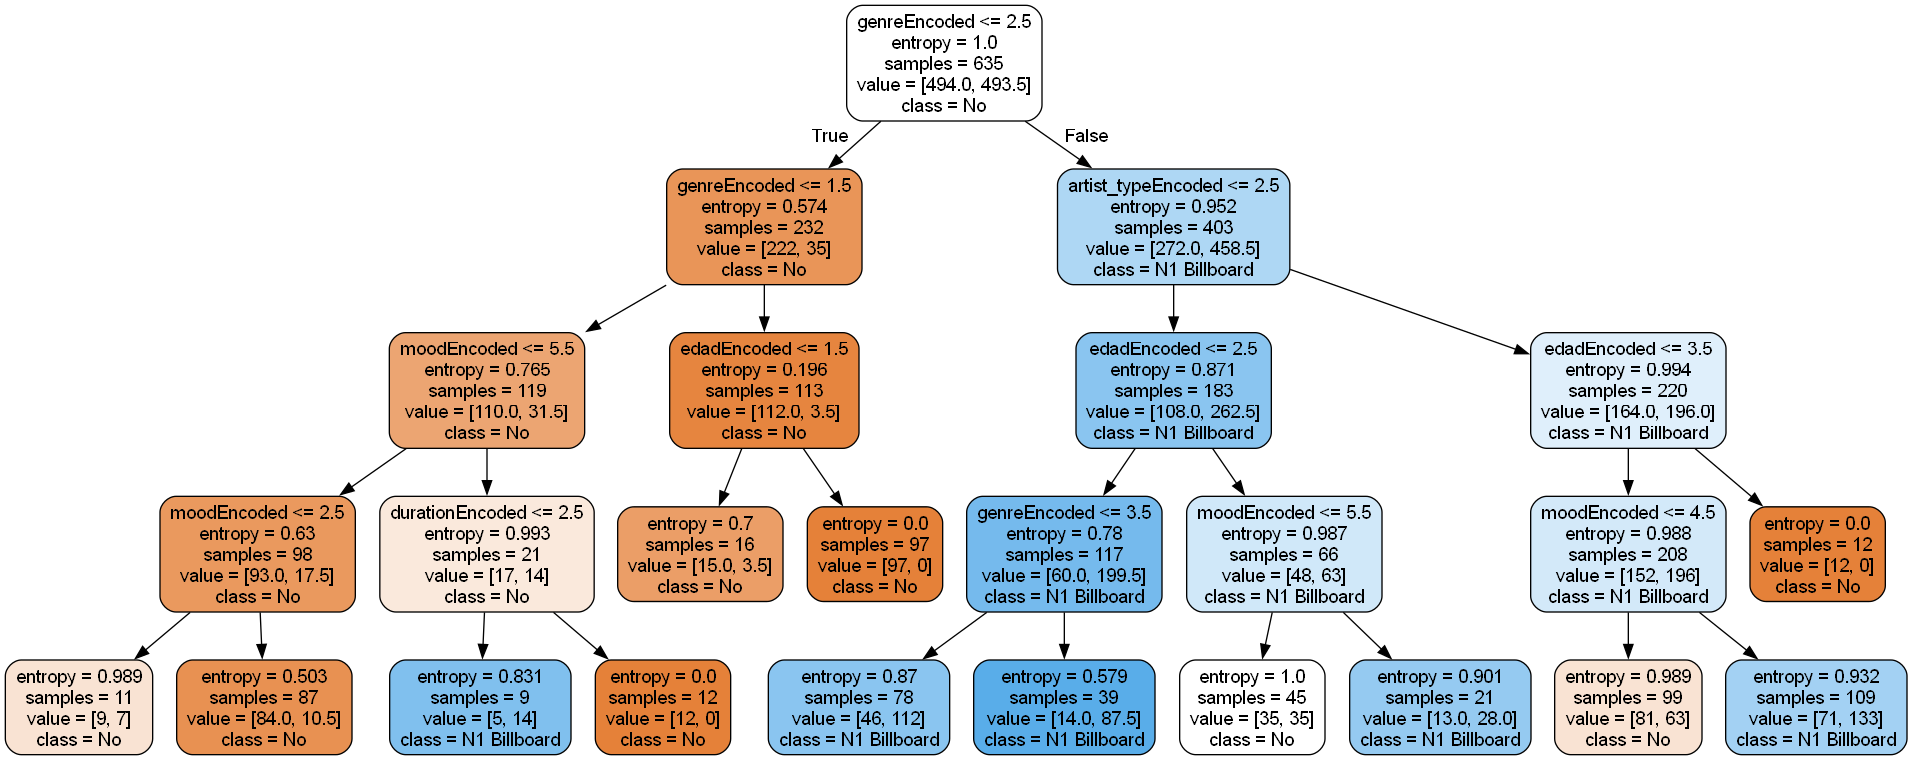 genreEncoded <= 2.5
entropy = 1.0
samples = 635
value = [494.0, 493.5]
class = No
True
False
genreEncoded <= 1.5
entropy = 0.574
samples = 232
value = [222, 35]
class = No
artist_typeEncoded <= 2.5
entropy = 0.952
samples = 403
value = [272.0, 458.5]
class = N1 Billboard
moodEncoded <= 5.5
entropy = 0.765
samples = 119
value = [110.0, 31.5]
class = No
edadEncoded <= 1.5
entropy = 0.196
samples = 113
value = [112.0, 3.5]
class = No
edadEncoded <= 2.5
entropy = 0.871
samples = 183
value = [108.0, 262.5]
class = N1 Billboard
edadEncoded <= 3.5
entropy = 0.994
samples = 220
value = [164.0, 196.0]
class = N1 Billboard
moodEncoded <= 2.5
entropy = 0.63
samples = 98
value = [93.0, 17.5]
class = No
durationEncoded <= 2.5
entropy = 0.993
samples = 21
value = [17, 14]
class = No
entropy = 0.7
samples = 16
value = [15.0, 3.5]
class = No
entropy = 0.0
samples = 97
value = [97, 0]
class = No
genreEncoded <= 3.5
entropy = 0.78
samples = 117
value = [60.0, 199.5]
class = N1 Billboard
moodEncoded <= 5.5
entropy = 0.987
samples = 66
value = [48, 63]
class = N1 Billboard
moodEncoded <= 4.5
entropy = 0.988
samples = 208
value = [152, 196]
class = N1 Billboard
entropy = 0.0
samples = 12
value = [12, 0]
class = No
entropy = 0.989
samples = 11
value = [9, 7]
class = No
entropy = 0.503
samples = 87
value = [84.0, 10.5]
class = No
entropy = 0.831
samples = 9
value = [5, 14]
class = N1 Billboard
entropy = 0.0
samples = 12
value = [12, 0]
class = No
entropy = 0.87
samples = 78
value = [46, 112]
class = N1 Billboard
entropy = 0.579
samples = 39
value = [14.0, 87.5]
class = N1 Billboard
entropy = 1.0
samples = 45
value = [35, 35]
class = No
entropy = 0.901
samples = 21
value = [13.0, 28.0]
class = N1 Billboard
entropy = 0.989
samples = 99
value = [81, 63]
class = No
entropy = 0.932
samples = 109
value = [71, 133]
class = N1 Billboard